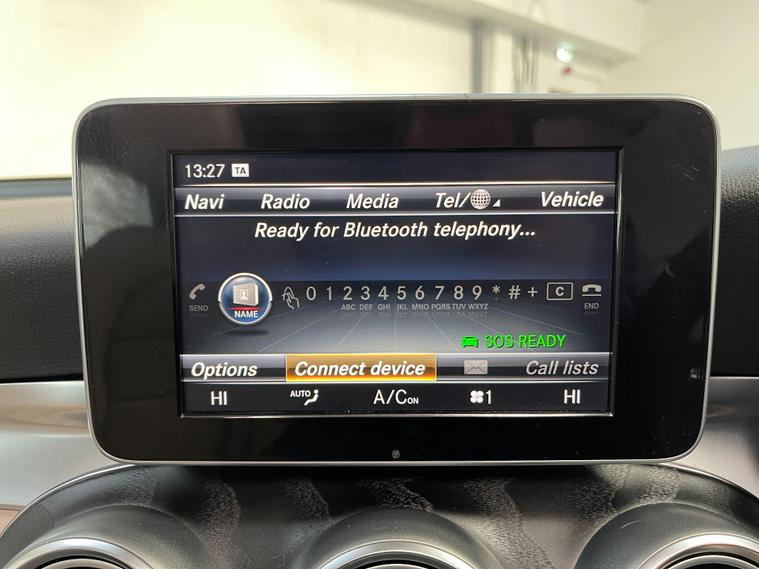 13:27 TA
Navi Radio Media Tel/ Vehicle
Ready for Bluetooth telephony...
SEND NAME 0 1 2 3 4 5 6 7 8 9 * # + C END
ABC DEF GHI JKL MNO PQRS TUV WXYZ
SOS READY
Options Connect device Call lists
HI AUTO A/C ON 1 HI